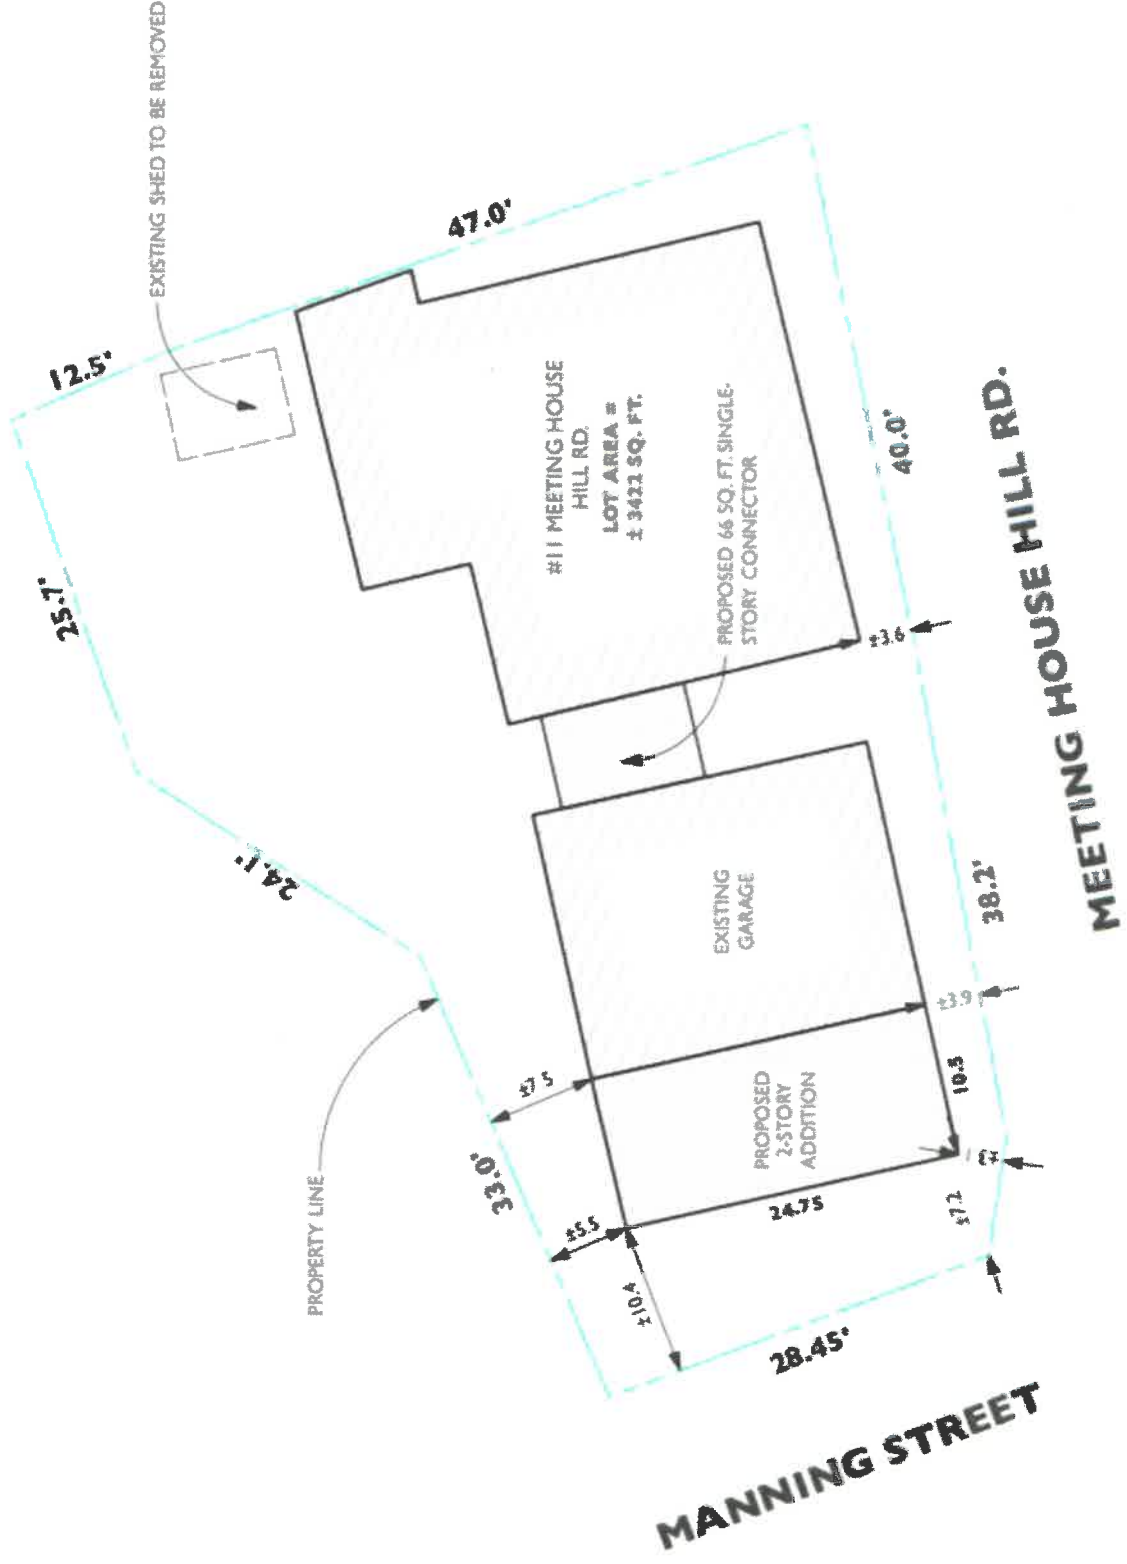 EXISTING SHED TO BE REMOVED
12.5'
47.0'
25.7'
24.1'
#11 MEETING HOUSE
HILL RD.
LOT AREA =
± 3422 SQ. FT.
PROPOSED 66 SQ. FT. SINGLE-
STORY CONNECTOR
40.0'
±3.6
MEETING HOUSE HILL RD.
EXISTING
GARAGE
38.2'
±3.9
PROPERTY LINE
±7.5
33.0'
±5.5
±10.4
PROPOSED
2-STORY
ADDITION
10.5
24.75
±7.2
±3
28.45'
MANNING STREET